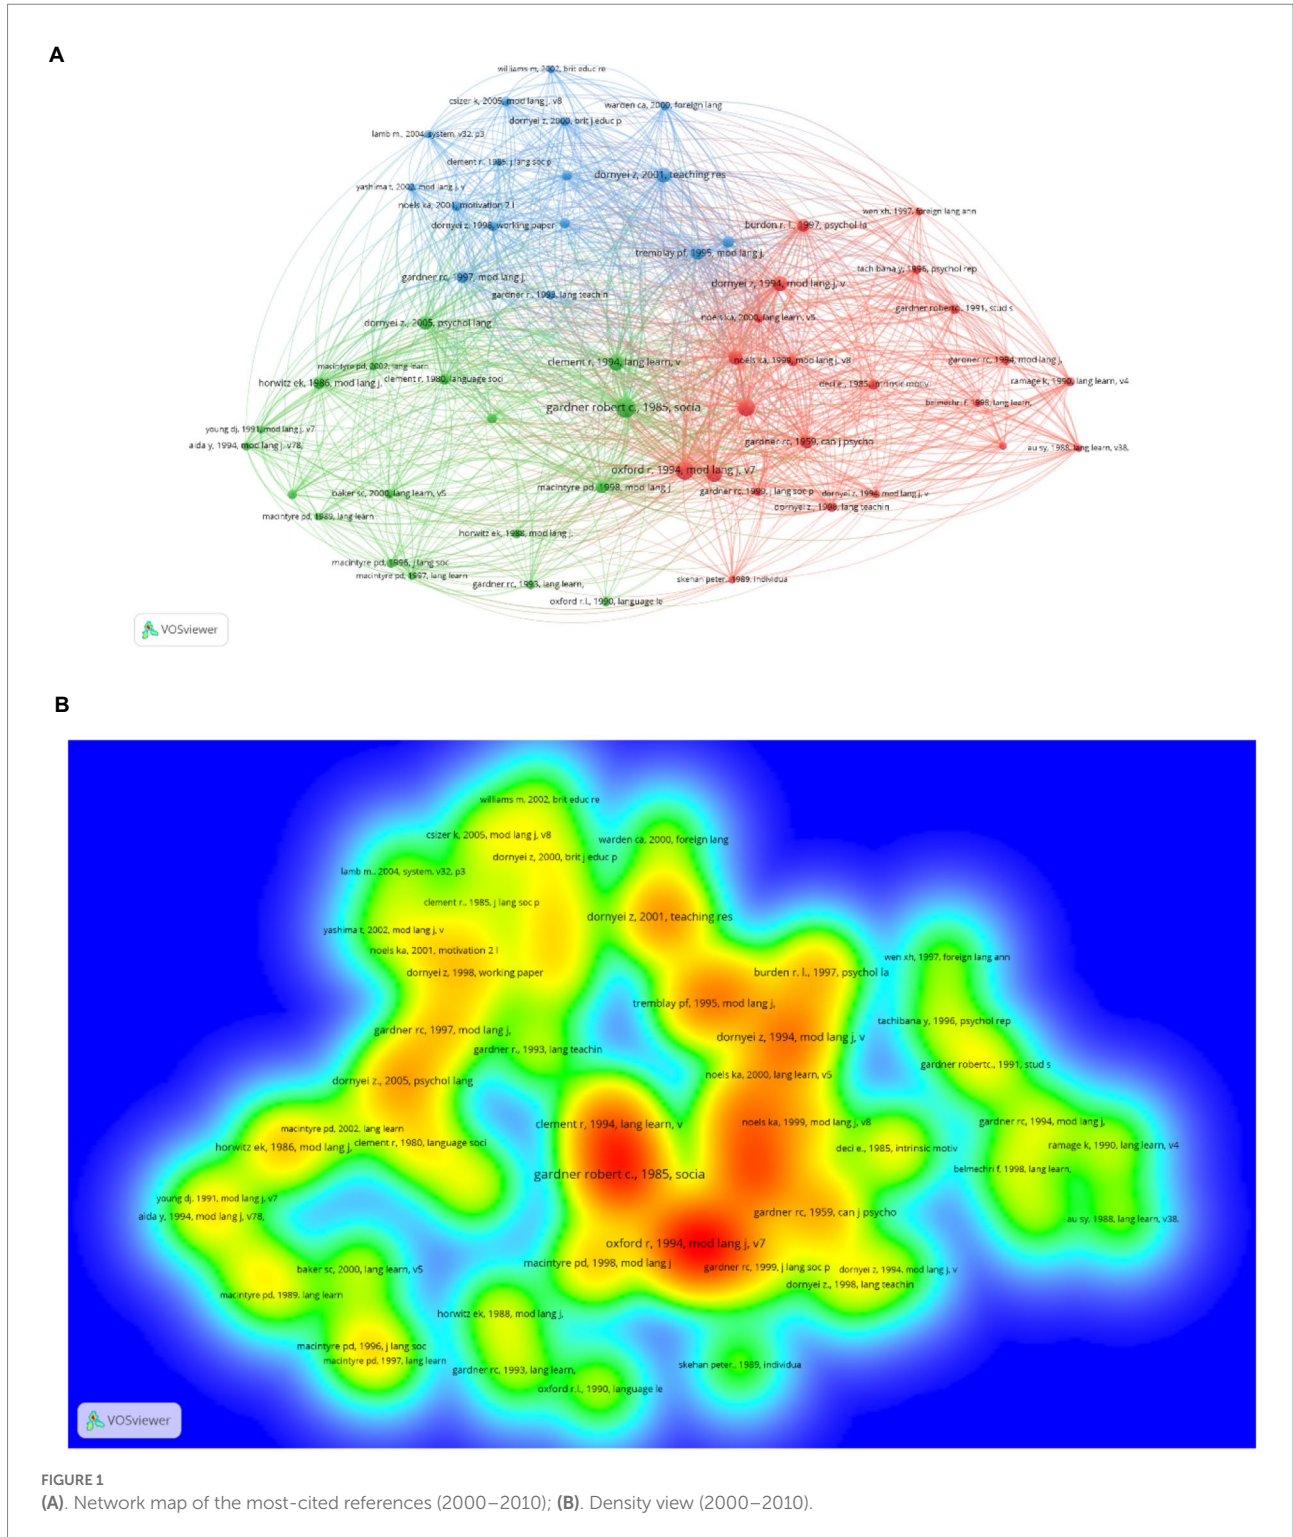 A
williams m, 2002, brit educ re
csizer k, 2005, mod lang j, v8
warden ca, 2000, foreign lang
dornyei z, 2000, brit j educ p
lamb m., 2004, system, v32, p3
clement r., 1985, j lang soc p
dornyei z, 2001, teaching res
yashima t, 2002, mod lang j, v
noels ka, 2001, motivation 2 l
wen xh, 1997, foreign lang ann
dornyei z, 1998, working paper
burden r. l., 1997, psychol la
tremblay pf, 1995, mod lang j,
tachibana y, 1996, psychol rep
gardner rc, 1997, mod lang j,
dornyei z, 1994, mod lang j, v
gardner r., 1993, lang teachin
gardner robertc., 1991, stud s
dornyei z., 2005, psychol lang
noels ka, 2000, lang learn, v5
macintyre pd, 2002, lang learn
clement r, 1994, lang learn, v
noels ka, 1999, mod lang j, v8
gardner rc, 1994, mod lang j,
horwitz ek, 1986, mod lang j,
clement r, 1980, language soci
deci e., 1985, intrinsic motiv
ramage k, 1990, lang learn, v4
gardner robert c., 1985, socia
belmechri f, 1998, lang learn,
young dj, 1991, mod lang j, v7
aida y, 1994, mod lang j, v78,
gardner rc, 1959, can j psycho
au sy, 1988, lang learn, v38,
oxford r, 1994, mod lang j, v7
macintyre pd, 1998, mod lang j
baker sc, 2000, lang learn, v5
gardner rc, 1999, j lang soc p
dornyei z, 1994, mod lang j, v
dornyei z., 1998, lang teachin
macintyre pd, 1989, lang learn
horwitz ek, 1988, mod lang j,
macintyre pd, 1996, j lang soc
macintyre pd, 1997, lang learn
gardner rc, 1993, lang learn,
skehan peter., 1989, individua
oxford r.l., 1990, language le
VOSviewer
B
williams m, 2002, brit educ re
csizer k, 2005, mod lang j, v8
warden ca, 2000, foreign lang
dornyei z, 2000, brit j educ p
lamb m., 2004, system, v32, p3
clement r., 1985, j lang soc p
dornyei z, 2001, teaching res
yashima t, 2002, mod lang j, v
noels ka, 2001, motivation 2 l
wen xh, 1997, foreign lang ann
dornyei z, 1998, working paper
burden r. l., 1997, psychol la
tremblay pf, 1995, mod lang j,
tachibana y, 1996, psychol rep
gardner rc, 1997, mod lang j,
dornyei z, 1994, mod lang j, v
gardner r., 1993, lang teachin
gardner robertc., 1991, stud s
dornyei z., 2005, psychol lang
noels ka, 2000, lang learn, v5
macintyre pd, 2002, lang learn
clement r, 1994, lang learn, v
noels ka, 1999, mod lang j, v8
gardner rc, 1994, mod lang j,
horwitz ek, 1986, mod lang j,
clement r, 1980, language soci
deci e., 1985, intrinsic motiv
ramage k, 1990, lang learn, v4
gardner robert c., 1985, socia
belmechri f, 1998, lang learn,
young dj, 1991, mod lang j, v7
aida y, 1994, mod lang j, v78,
gardner rc, 1959, can j psycho
au sy, 1988, lang learn, v38,
oxford r, 1994, mod lang j, v7
macintyre pd, 1998, mod lang j
baker sc, 2000, lang learn, v5
gardner rc, 1999, j lang soc p
dornyei z, 1994, mod lang j, v
dornyei z., 1998, lang teachin
macintyre pd, 1989, lang learn
horwitz ek, 1988, mod lang j,
macintyre pd, 1996, j lang soc
macintyre pd, 1997, lang learn
gardner rc, 1993, lang learn,
skehan peter., 1989, individua
oxford r.l., 1990, language le
VOSviewer
FIGURE 1
(A). Network map of the most-cited references (2000–2010); (B). Density view (2000–2010).